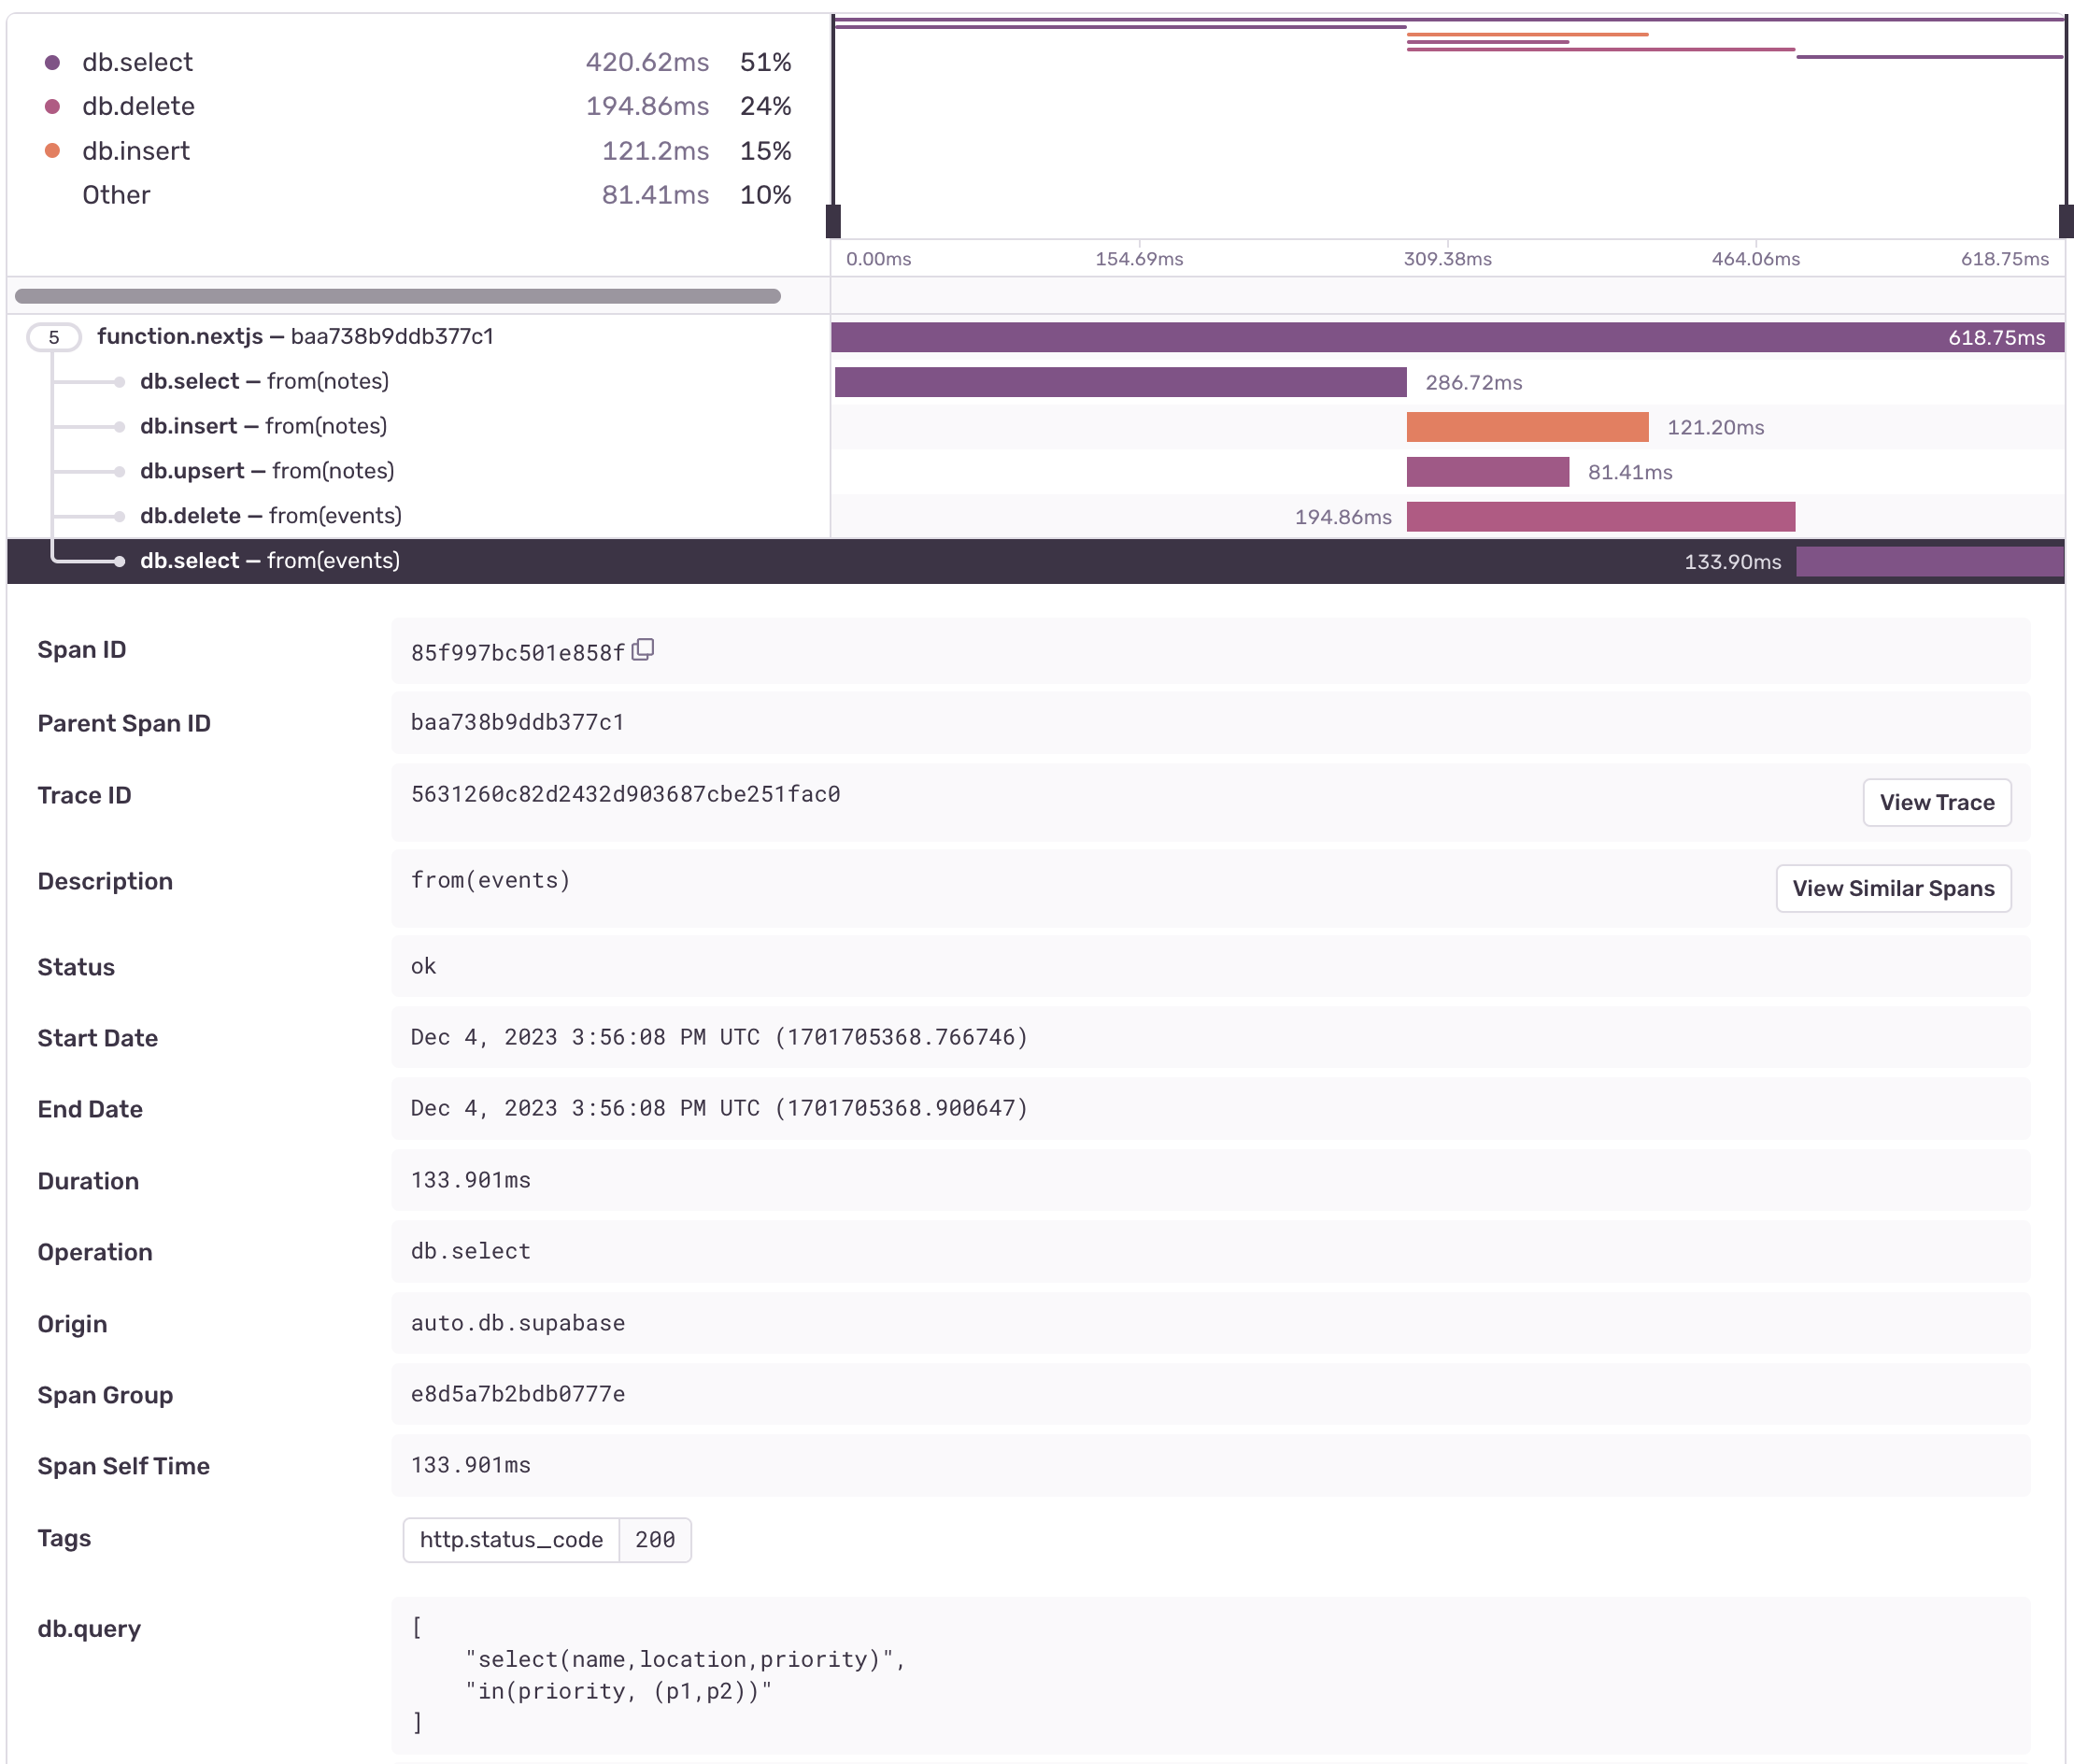 db.select 420.62ms 51%
db.delete 194.86ms 24%
db.insert 121.2ms 15%
Other 81.41ms 10%
0.00ms 154.69ms 309.38ms 464.06ms 618.75ms
5 function.nextjs — baa738b9ddb377c1 618.75ms
db.select — from(notes) 286.72ms
db.insert — from(notes) 121.20ms
db.upsert — from(notes) 81.41ms
db.delete — from(events) 194.86ms
db.select — from(events) 133.90ms
Span ID 85f997bc501e858f
Parent Span ID baa738b9ddb377c1
Trace ID 5631260c82d2432d903687cbe251fac0 View Trace
Description from(events) View Similar Spans
Status ok
Start Date Dec 4, 2023 3:56:08 PM UTC (1701705368.766746)
End Date Dec 4, 2023 3:56:08 PM UTC (1701705368.900647)
Duration 133.901ms
Operation db.select
Origin auto.db.supabase
Span Group e8d5a7b2bdb0777e
Span Self Time 133.901ms
Tags http.status_code 200
db.query [
"select(name,location,priority)",
"in(priority, (p1,p2))"
]